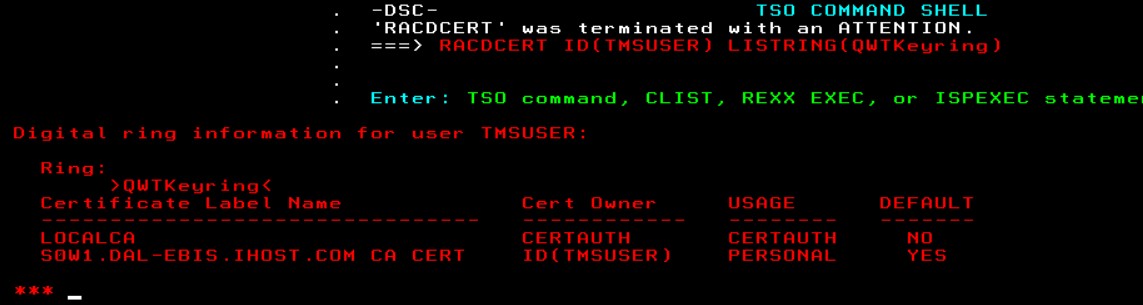 . -DSC- TSO COMMAND SHELL
. 'RACDCERT' was terminated with an ATTENTION.
. ===> RACDCERT ID(TMSUSER) LISTRING(QWTKeyring)
.
.
. Enter: TSO command, CLIST, REXX EXEC, or ISPEXEC stateme
Digital ring information for user TMSUSER:
Ring:
>QWTKeyring<
Certificate Label Name Cert Owner USAGE DEFAULT
-------------------------------- ------------ -------- -------
LOCALCA CERTAUTH CERTAUTH NO
S0W1.DAL-EBIS.IHOST.COM CA CERT ID(TMSUSER) PERSONAL YES
***